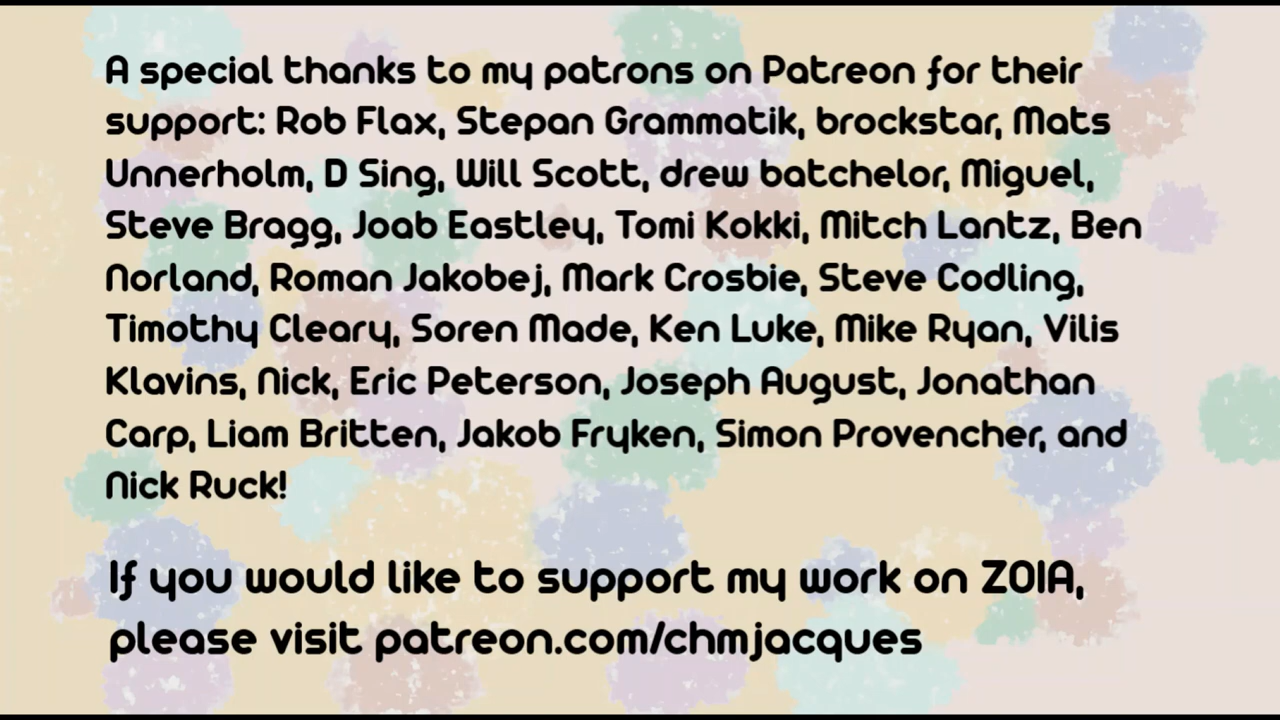 A special thanks to my patrons on Patreon for their
support: Rob Flax, Stepan Grammatik, brockstar, Mats
Unnerholm, D Sing, Will Scott, drew batchelor, Miguel,
Steve Bragg, Joab Eastley, Tomi Kokki, Mitch Lantz, Ben
Norland, Roman Jakobej, Mark Crosbie, Steve Codling,
Timothy Cleary, Soren Made, Ken Luke, Mike Ryan, Vilis
Klavins, Nick, Eric Peterson, Joseph August, Jonathan
Carp, Liam Britten, Jakob Fryken, Simon Provencher, and
Nick Ruck!
If you would like to support my work on ZOIA,
please visit patreon.com/chmjacques